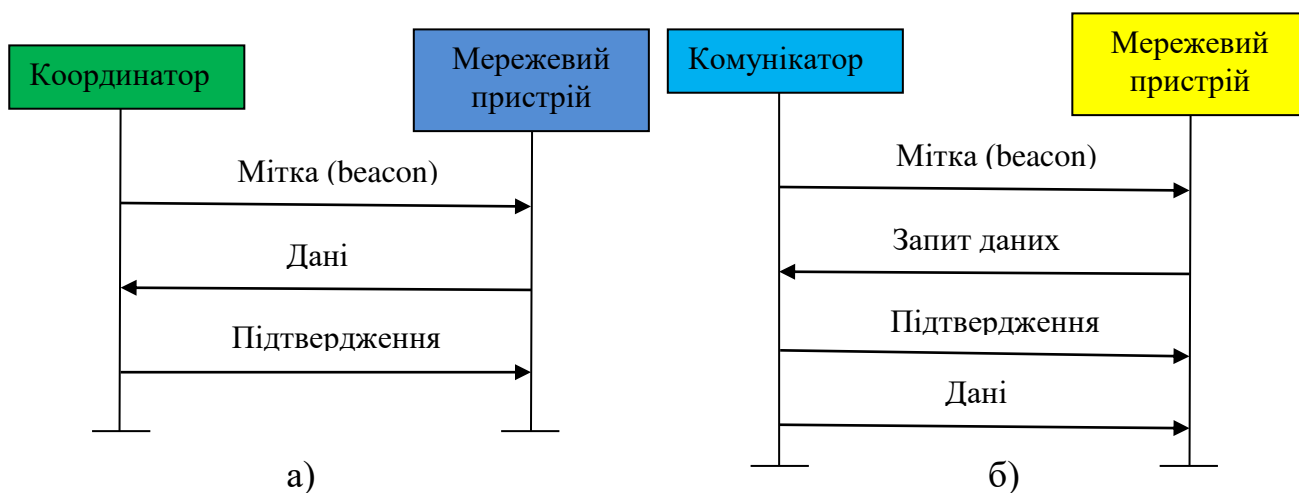 Координатор
Мережевий
пристрій
Мітка (beacon)
Дані
Підтвердження
а)
Комунікатор
Мережевий
пристрій
Мітка (beacon)
Запит даних
Підтвердження
Дані
б)